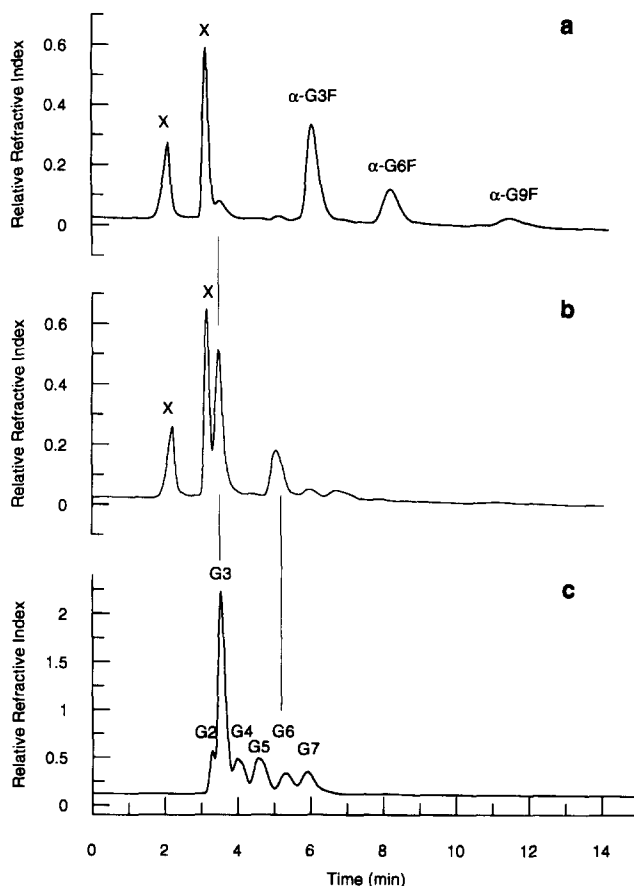 a
Relative Refractive Index
0.6
0.4
0.2
0
X
X
α-G3F
α-G6F
α-G9F
b
Relative Refractive Index
0.6
0.4
0.2
0
X
X
c
Relative Refractive Index
2
1.5
1
0.5
0
G2
G3
G4
G5
G6
G7
0 2 4 6 8 10 12 14
Time (min)